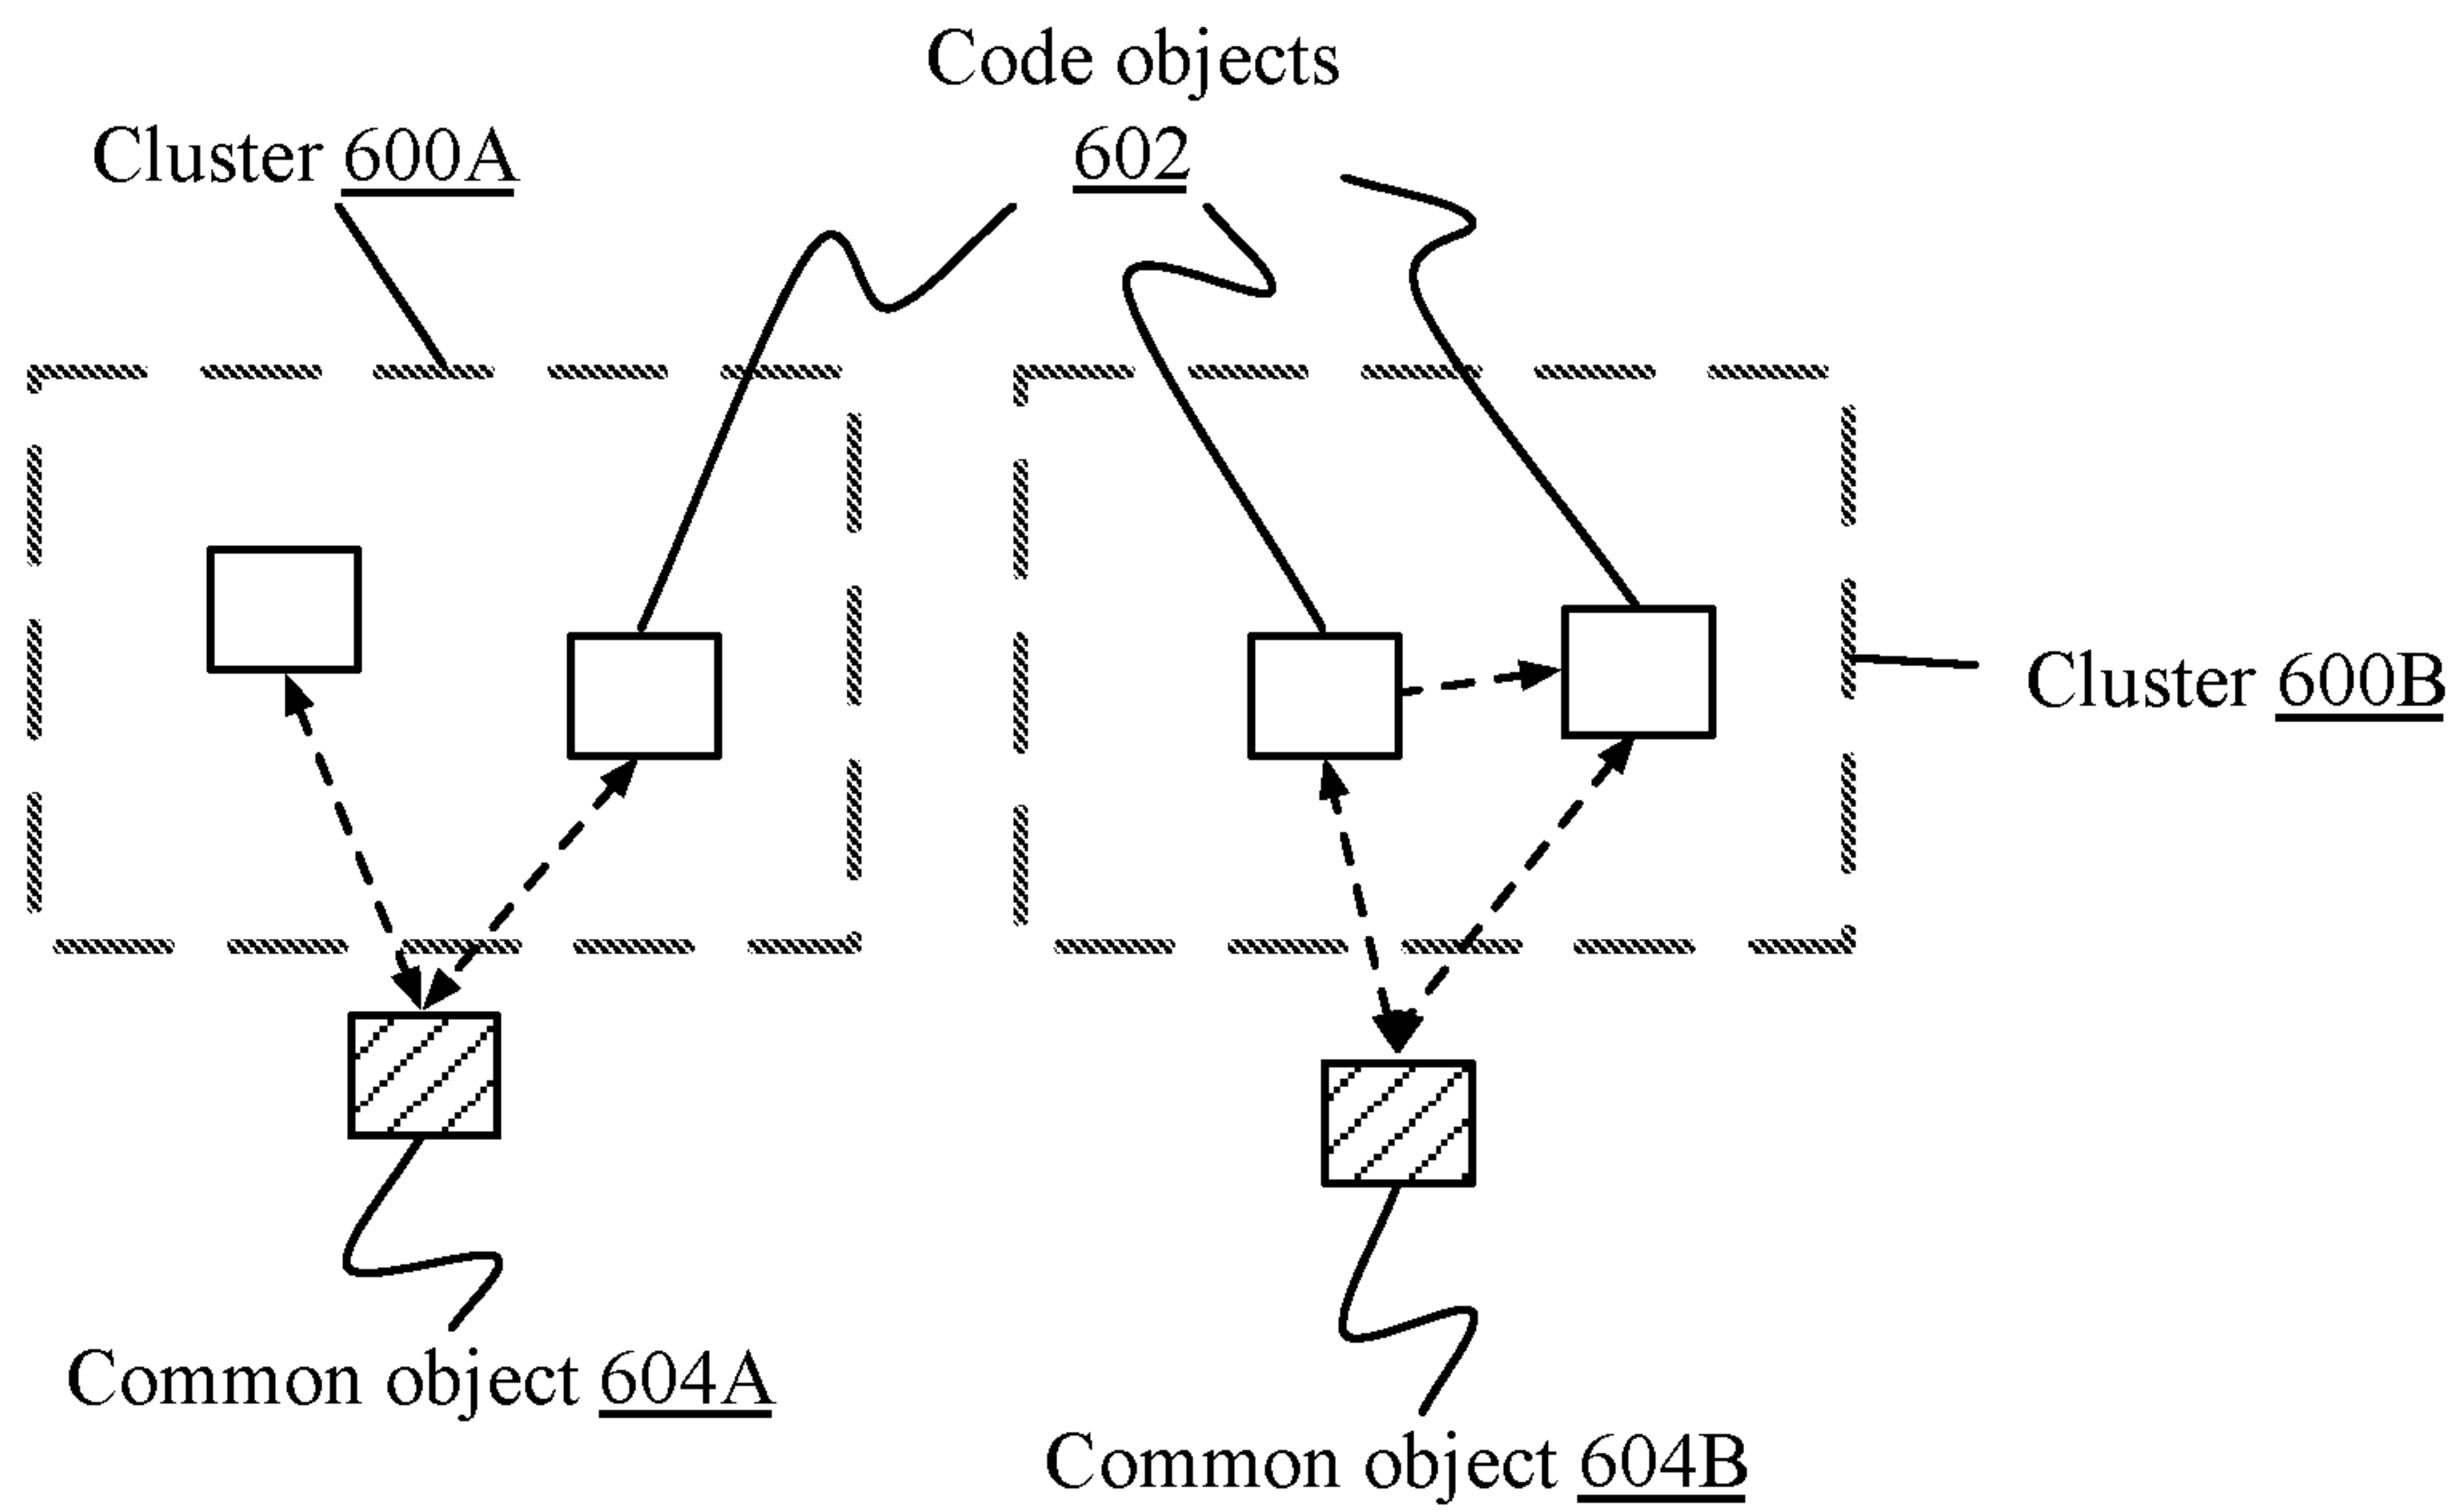 Code objects
602
Cluster 600A
Cluster 600B
Common object 604A
Common object 604B